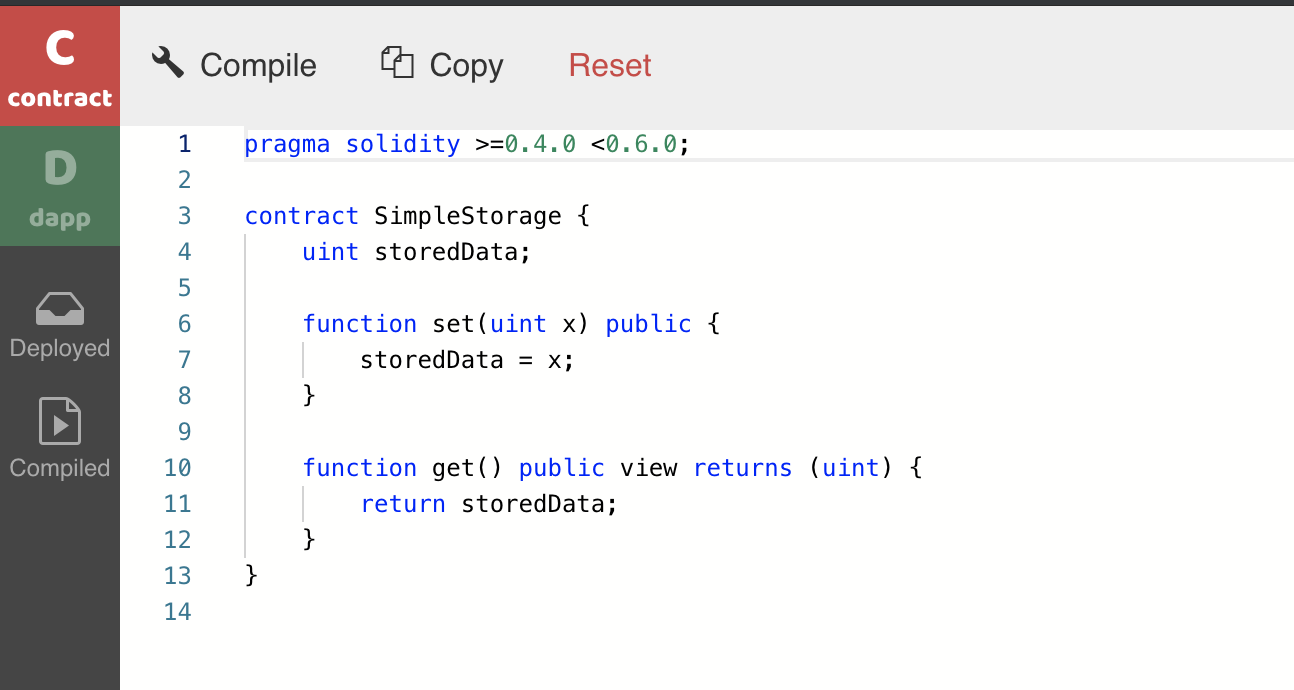 C
contract
D
dapp
Deployed
Compiled
Compile Copy Reset
1 pragma solidity >=0.4.0 <0.6.0;
2
3 contract SimpleStorage {
4     uint storedData;
5
6     function set(uint x) public {
7         storedData = x;
8     }
9
10     function get() public view returns (uint) {
11         return storedData;
12     }
13 }
14